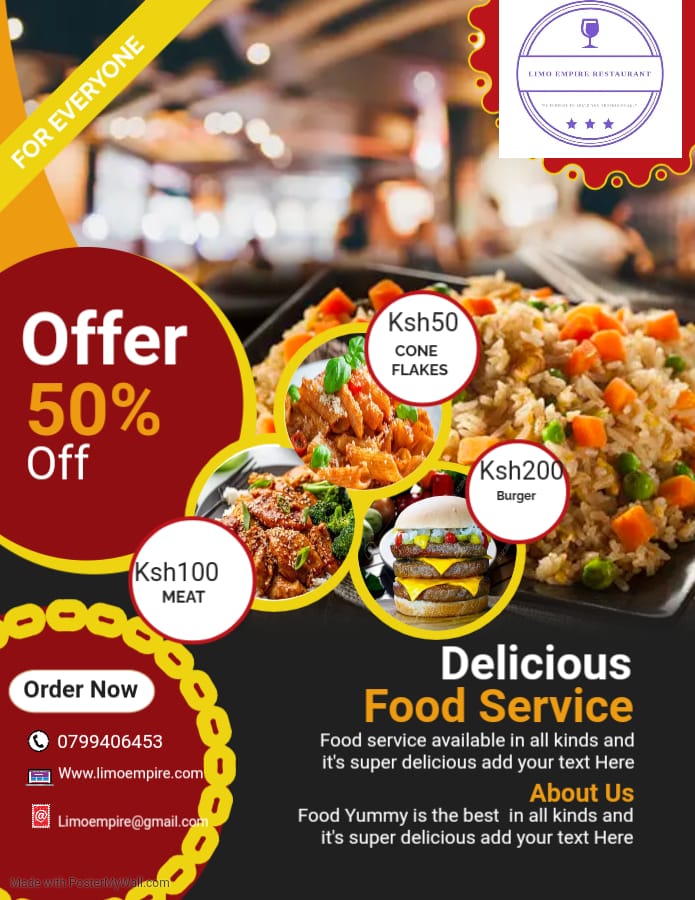 FOR EVERYONE
LIMO EMPIRE RESTAURANT
Offer
50%
Off
Ksh50
CONE
FLAKES
Ksh200
Burger
Ksh100
MEAT
Order Now
0799406453
Www.limoempire.com
Limoempire@gmail.com
Delicious
Food Service
Food service available in all kinds and
it's super delicious add your text Here
About Us
Food Yummy is the best in all kinds and
it's super delicious add your text Here
Made with PosterMyWall.com